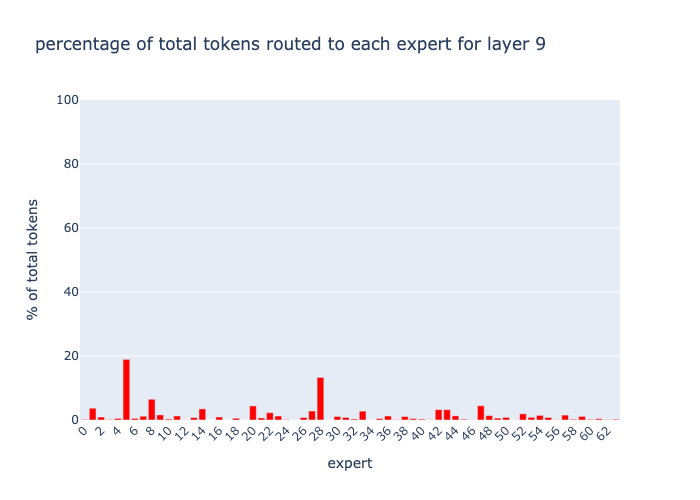 percentage of total tokens routed to each expert for layer 9
100
80
60
40
20
0
% of total tokens
0 2 4 6 8 10 12 14 16 18 20 22 24 26 28 30 32 34 36 38 40 42 44 46 48 50 52 54 56 58 60 62
expert